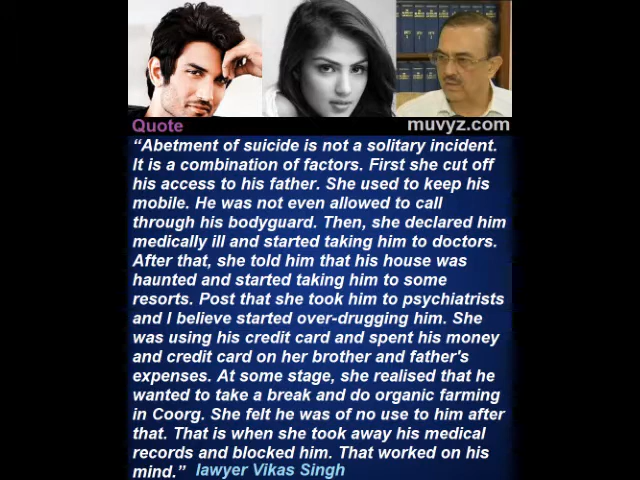 Quote
muvyz.com
“Abetment of suicide is not a solitary incident.
It is a combination of factors. First she cut off
his access to his father. She used to keep his
mobile. He was not even allowed to call
through his bodyguard. Then, she declared him
medically ill and started taking him to doctors.
After that, she told him that his house was
haunted and started taking him to some
resorts. Post that she took him to psychiatrists
and I believe started over-drugging him. She
was using his credit card and spent his money
and credit card on her brother and father's
expenses. At some stage, she realised that he
wanted to take a break and do organic farming
in Coorg. She felt he was of no use to him after
that. That is when she took away his medical
records and blocked him. That worked on his
mind.” lawyer Vikas Singh